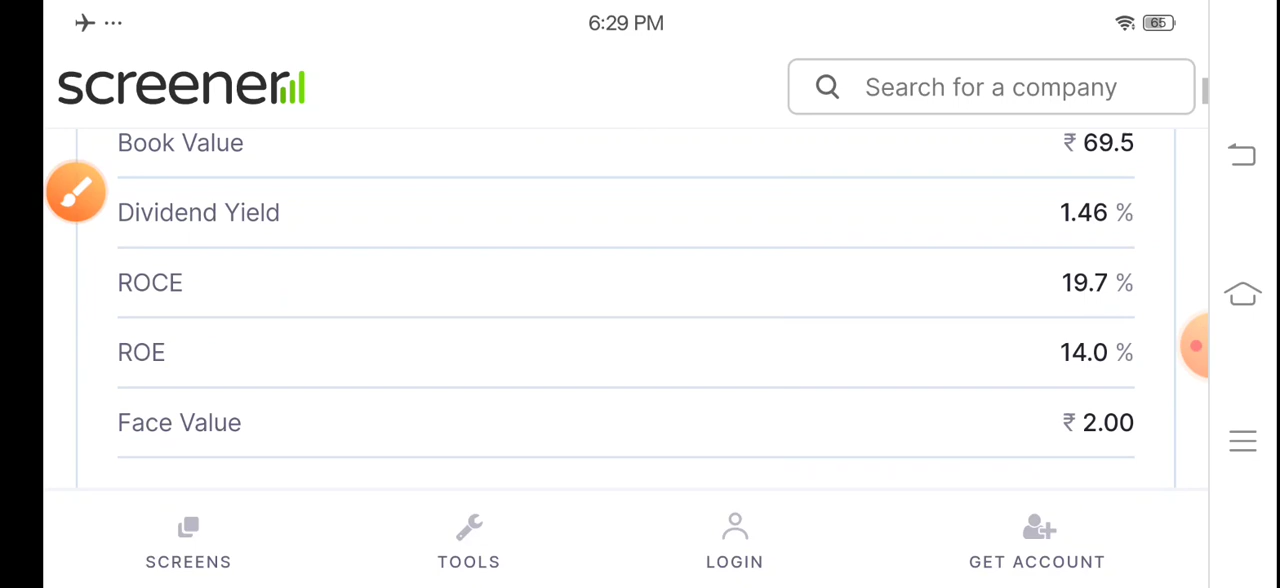 6:29 PM
65
screener
Search for a company
Book Value ₹ 69.5
Dividend Yield 1.46 %
ROCE 19.7 %
ROE 14.0 %
Face Value ₹ 2.00
SCREENS TOOLS LOGIN GET ACCOUNT